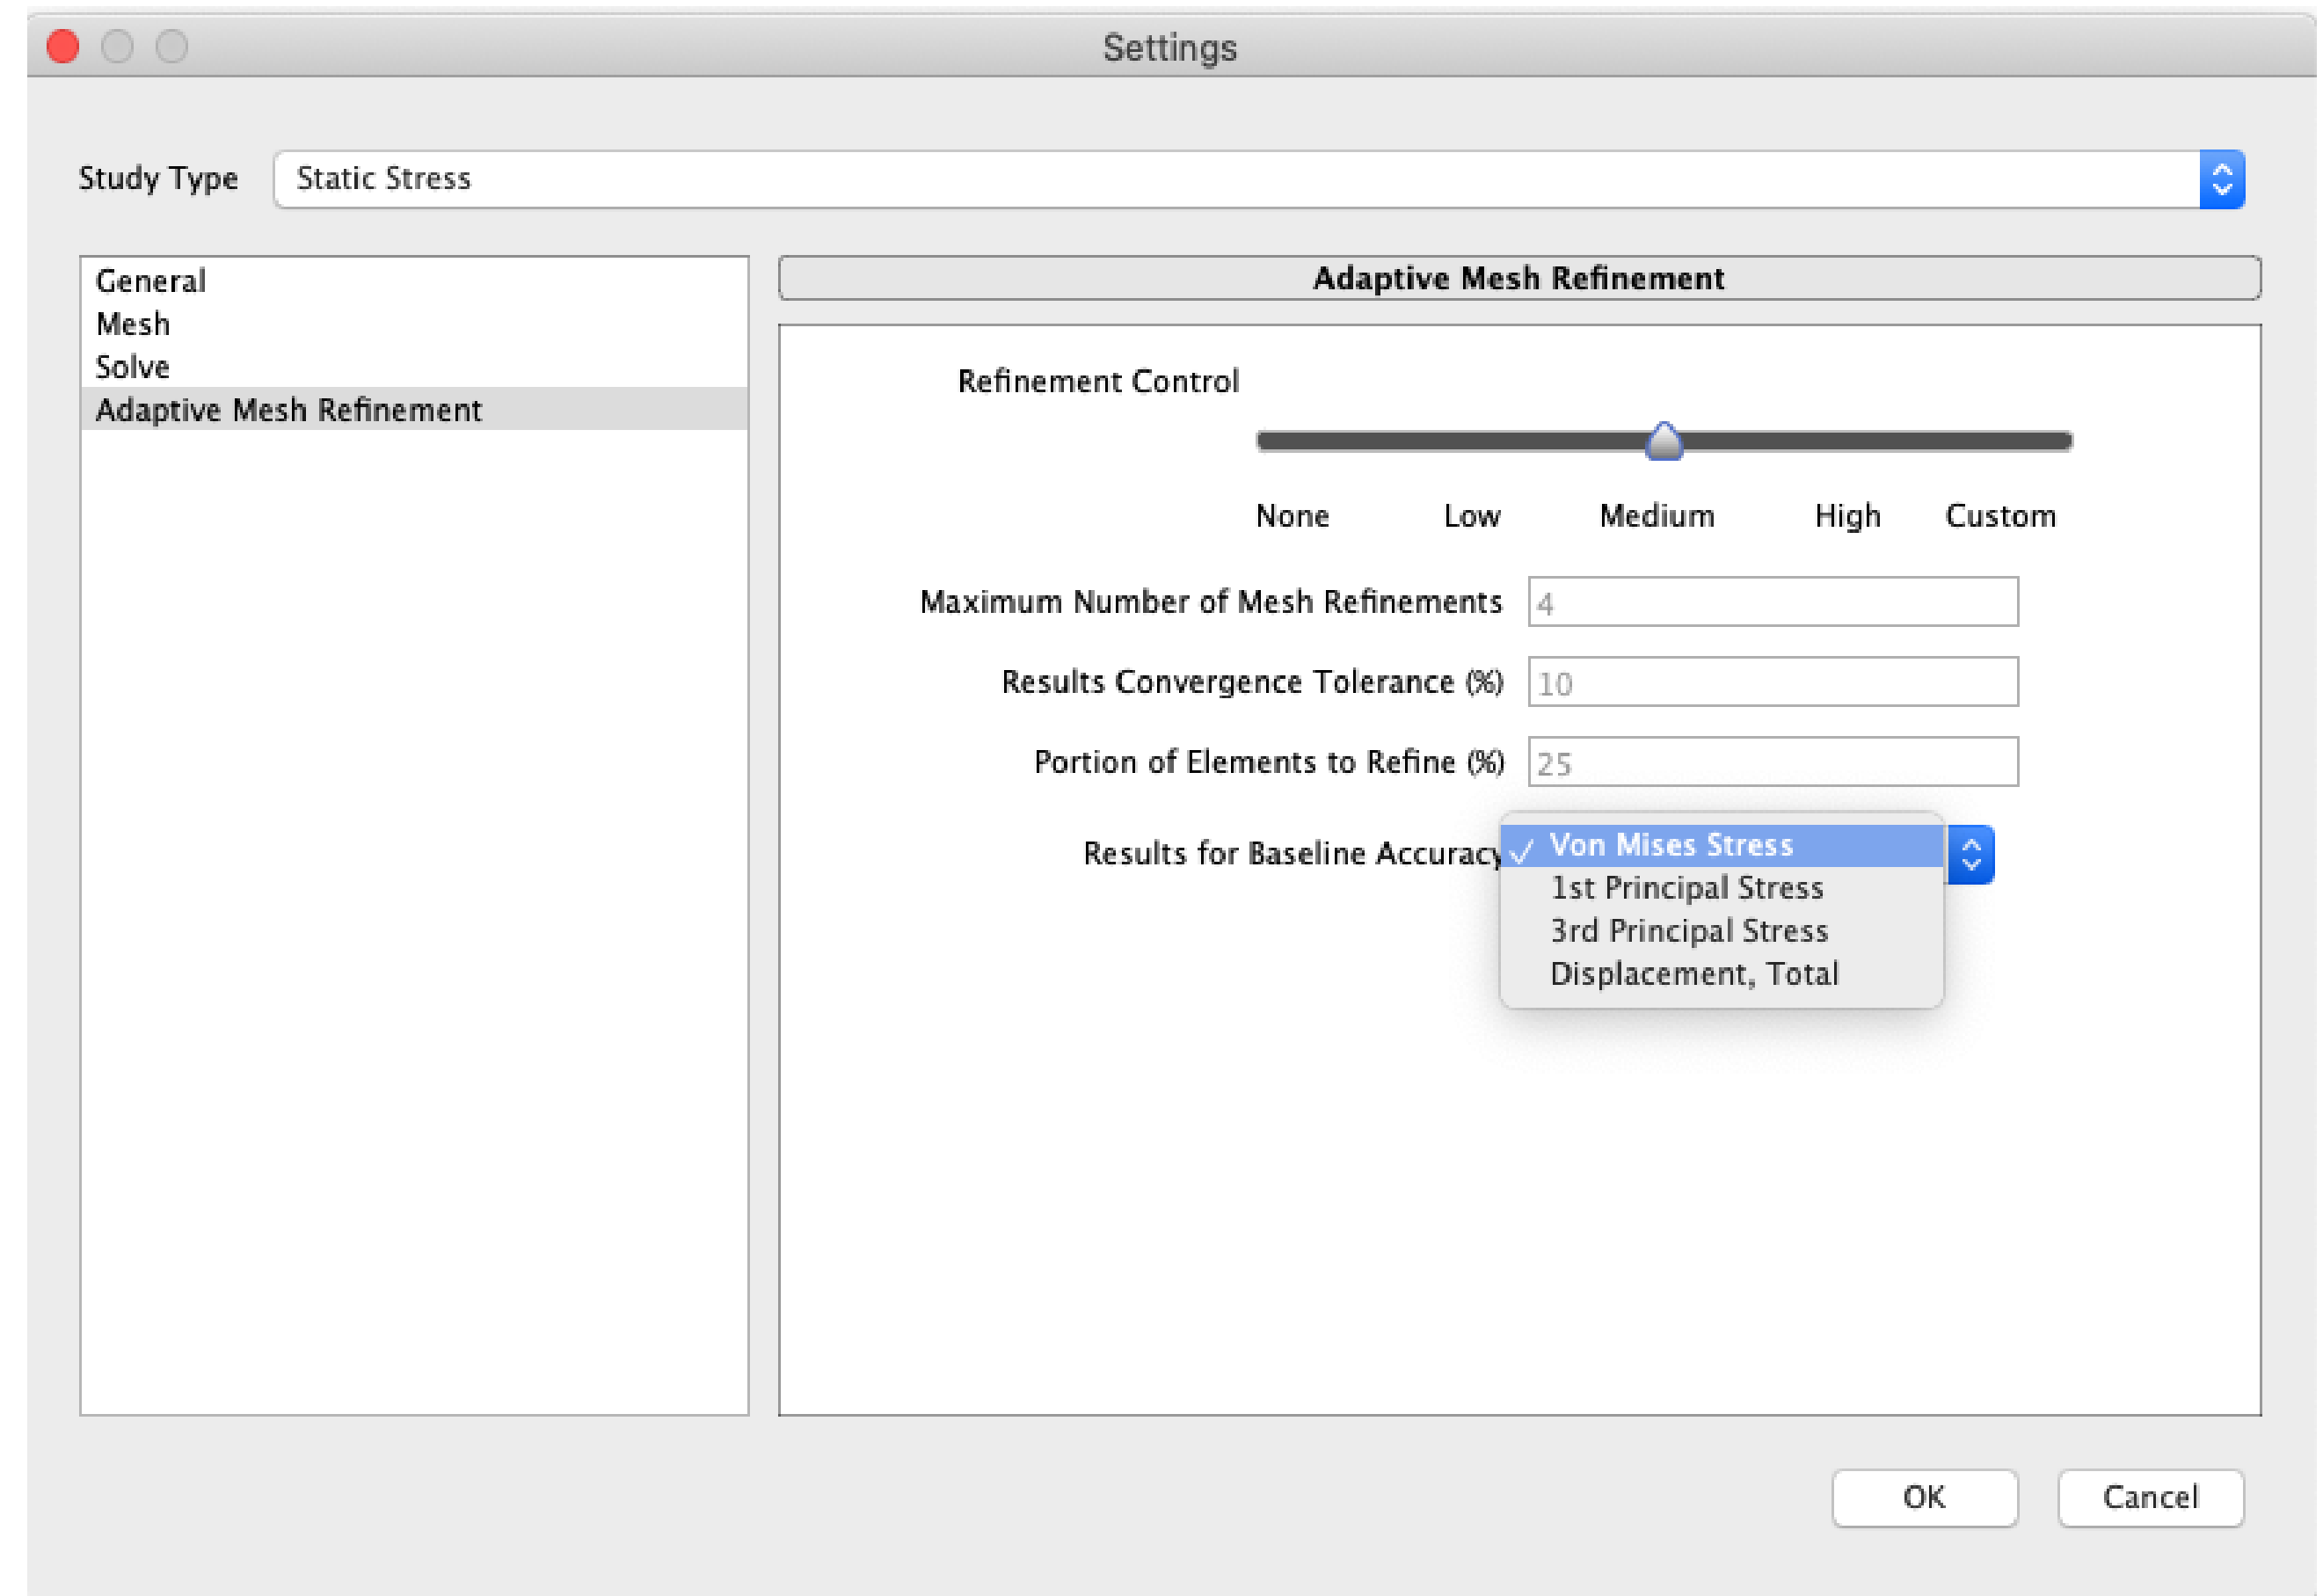 Settings
Study Type Static Stress
General
Mesh
Solve
Adaptive Mesh Refinement
Adaptive Mesh Refinement
Refinement Control
None Low Medium High Custom
Maximum Number of Mesh Refinements 4
Results Convergence Tolerance (%) 10
Portion of Elements to Refine (%) 25
Results for Baseline Accuracy
✓ Von Mises Stress
1st Principal Stress
3rd Principal Stress
Displacement, Total
OK Cancel